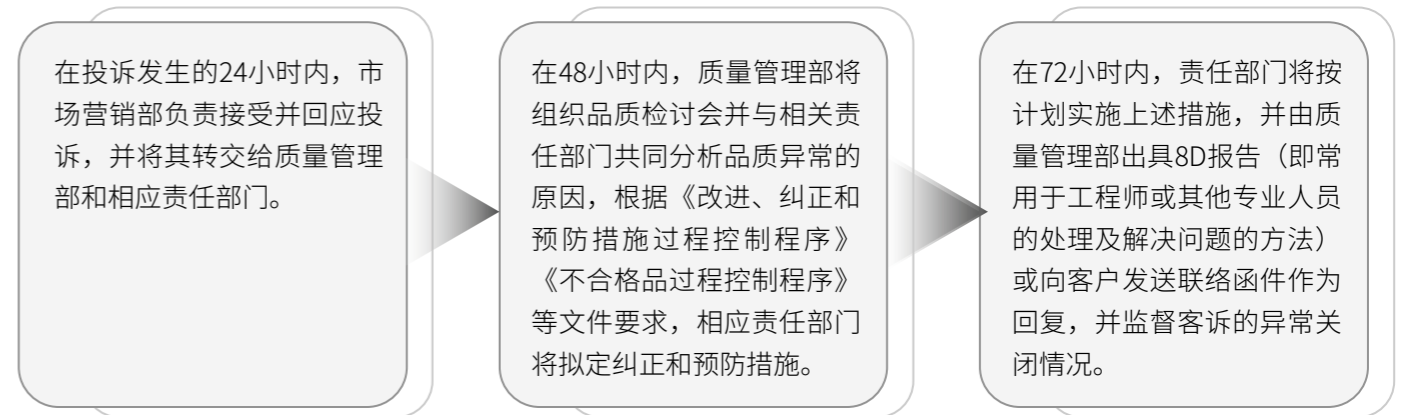 在投诉发生的24小时内，市
场营销部负责接受并回应投
诉，并将其转交给质量管理
部和相应责任部门。
在48小时内，质量管理部将
组织品质检讨会并与相关责
任部门共同分析品质异常的
原因，根据《改进、纠正和
预防措施过程控制程序》
《不合格品过程控制程序》
等文件要求，相应责任部门
将拟定纠正和预防措施。
在72小时内，责任部门将按
计划实施上述措施，并由质
量管理部出具8D报告（即常
用于工程师或其他专业人员
的处理及解决问题的方法）
或向客户发送联络函件作为
回复，并监督客诉的异常关
闭情况。